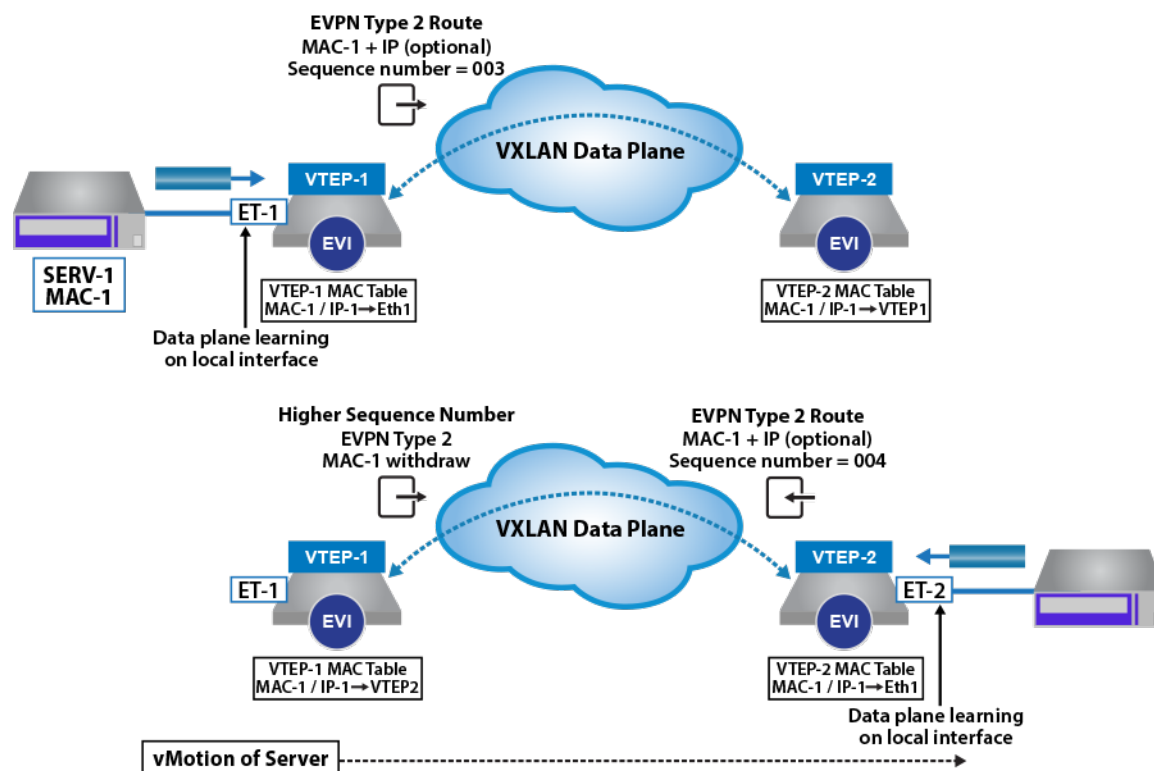 EVPN Type 2 Route
MAC-1 + IP (optional)
Sequence number = 003
VXLAN Data Plane
VTEP-1
VTEP-2
ET-1
EVI
EVI
SERV-1
MAC-1
VTEP-1 MAC Table
MAC-1 / IP-1→Eth1
VTEP-2 MAC Table
MAC-1 / IP-1→VTEP1
Data plane learning
on local interface
Higher Sequence Number
EVPN Type 2
MAC-1 withdraw
EVPN Type 2 Route
MAC-1 + IP (optional)
Sequence number = 004
VXLAN Data Plane
VTEP-1
VTEP-2
ET-1
ET-2
EVI
EVI
VTEP-1 MAC Table
MAC-1 / IP-1→VTEP2
VTEP-2 MAC Table
MAC-1 / IP-1→Eth1
Data plane learning
on local interface
vMotion of Server